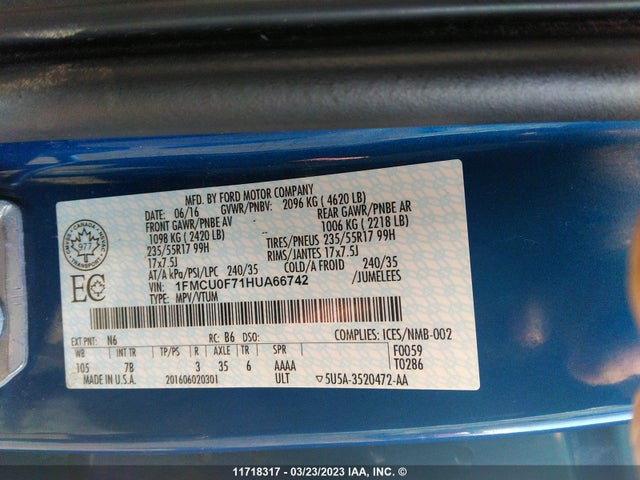 MFD. BY FORD MOTOR COMPANY
DATE: 06/16 GVWR/PNBV: 2096 KG ( 4620 LB)
FRONT GAWR/PNBE AV REAR GAWR/PNBE AR
1098 KG ( 2420 LB) 1006 KG ( 2218 LB)
235/55R17 99H TIRES/PNEUS 235/55R17 99H
17x7.5J RIMS/JANTES 17x7.5J
AT/A kPa/PSI/LPC 240/35 COLD/A FROID 240/35
VIN: 1FMCU0F71HUA66742 /JUMELEES
TYPE: MPV/VTUM
CANADA
TRANSPORT
EC
EXT PNT: N6 RC: B6 DSO: COMPLIES: ICES/NMB-002
WB INT TR TP/PS R AXLE TR SPR F0059
105 7B 3 35 6 AAAA T0286
MADE IN U.S.A. 201606020301 ULT ▽5U5A-3520472-AA
11718317 - 03/23/2023 IAA, INC. ©